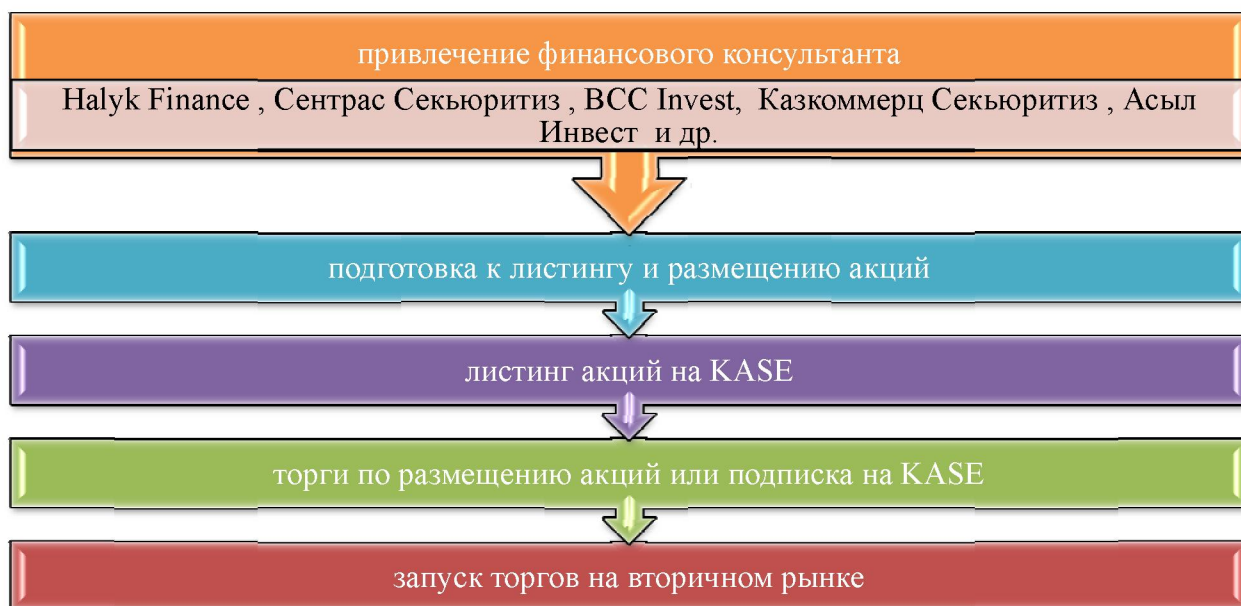 привлечение финансового консультанта
Halyk Finance , Сентрас Секьюритиз , BCC Invest, Казкоммерц Секьюритиз , Асыл
Инвест и др.
подготовка к листингу и размещению акций
листинг акций на KASE
торги по размещению акций или подписка на KASE
запуск торгов на вторичном рынке